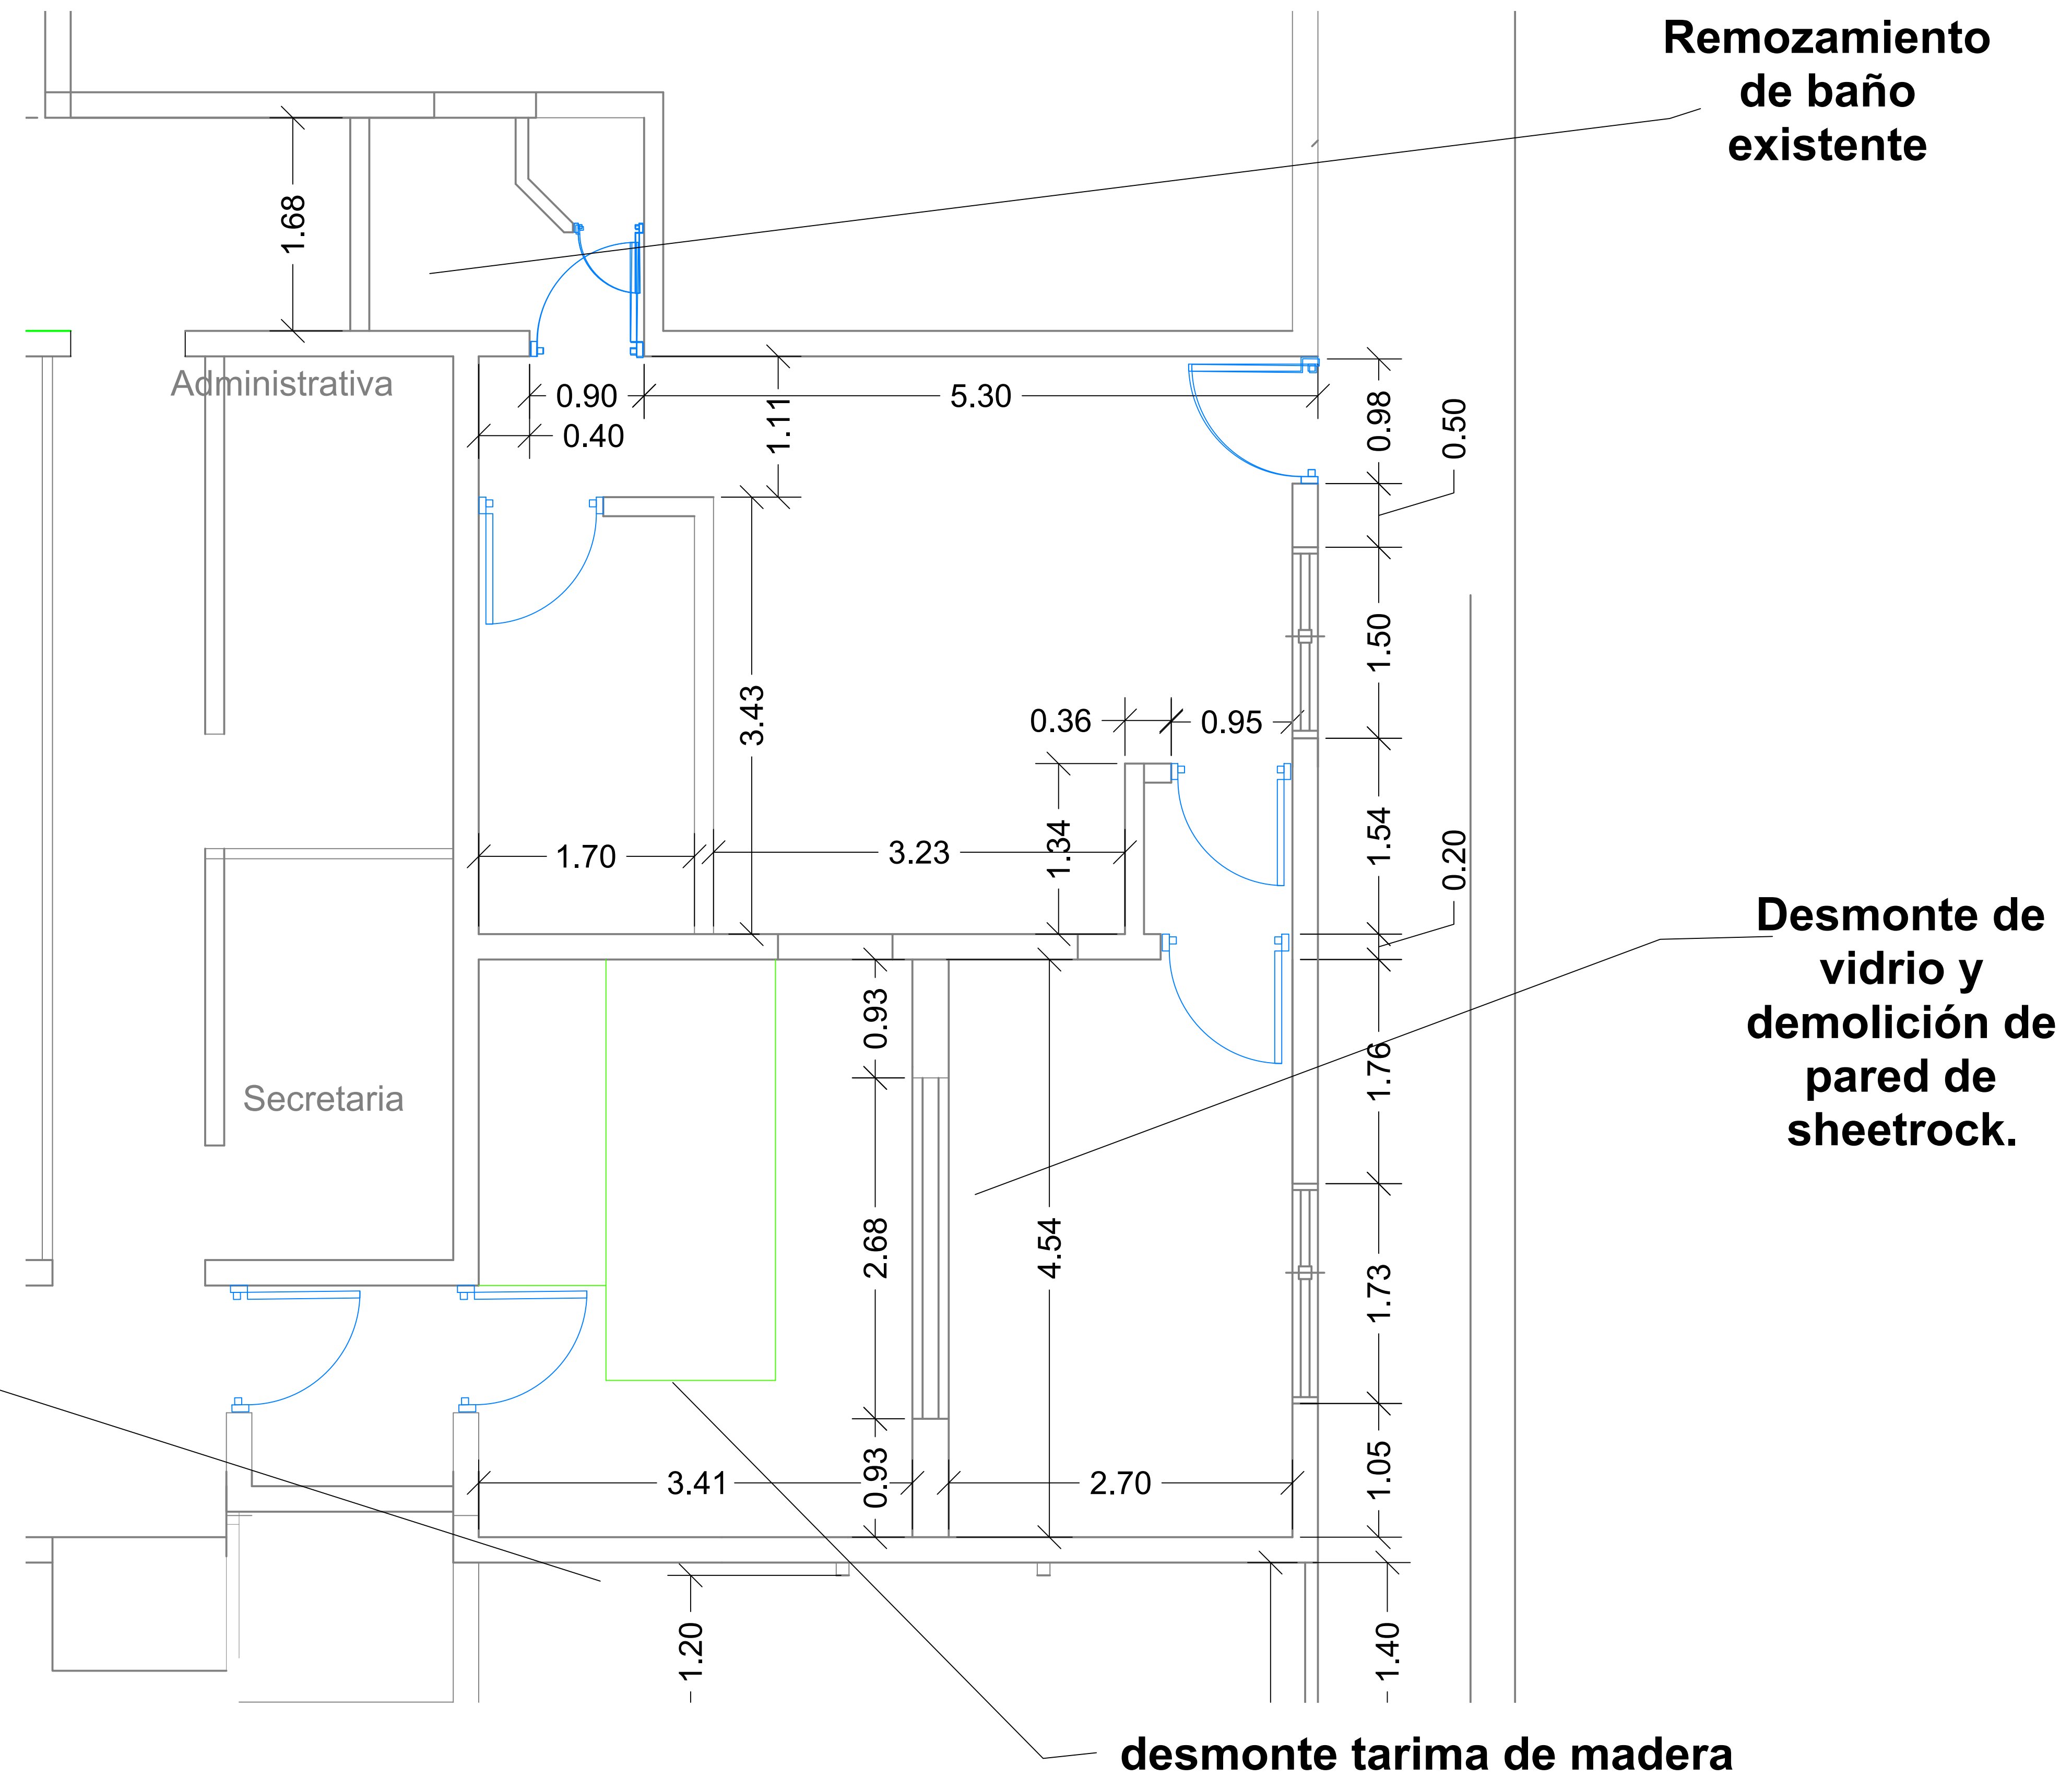 Remozamiento
de baño
existente
1.68
Administrativa
0.90
5.30
0.40
1.11
0.98
0.50
1.50
3.43
0.36
0.95
1.34
1.54
1.70
3.23
0.20
Desmonte de
vidrio y
demolición de
pared de
sheetrock.
0.93
1.76
Secretaria
2.68
4.54
1.73
3.41
0.93
2.70
1.05
1.20
1.40
desmonte tarima de madera